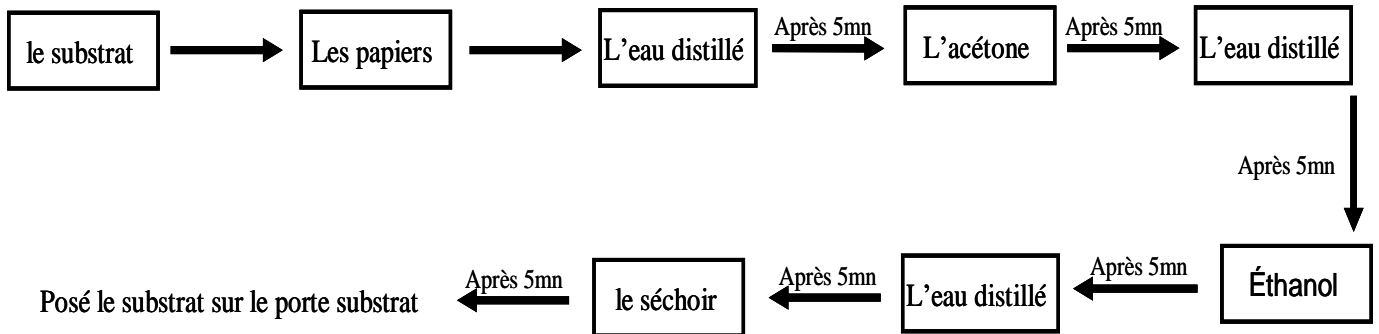 le substrat
Les papiers
L'eau distillé
Après 5mn
L'acétone
Après 5mn
L'eau distillé
Après 5mn
Éthanol
Après 5mn
L'eau distillé
Après 5mn
le séchoir
Après 5mn
Posé le substrat sur le porte substrat